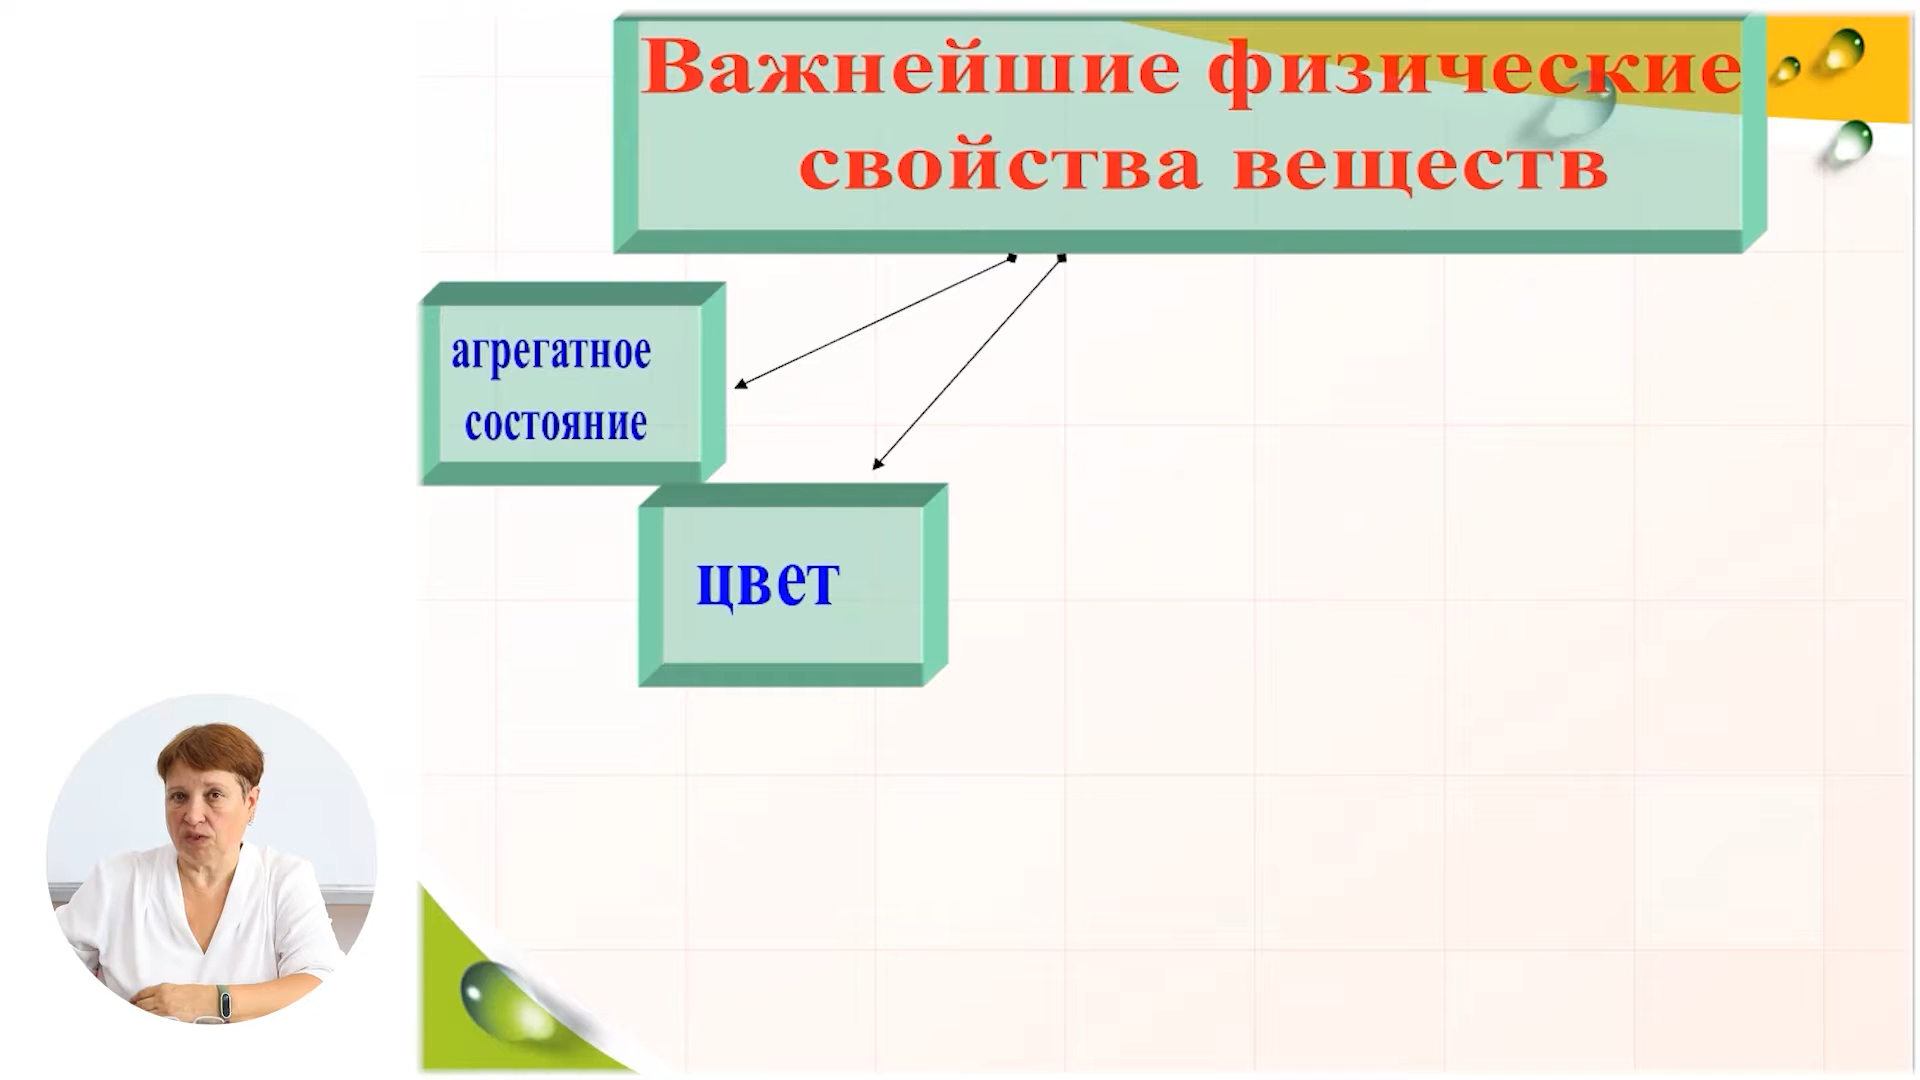 Важнейшие физические
свойства веществ
агрегатное
состояние
цвет